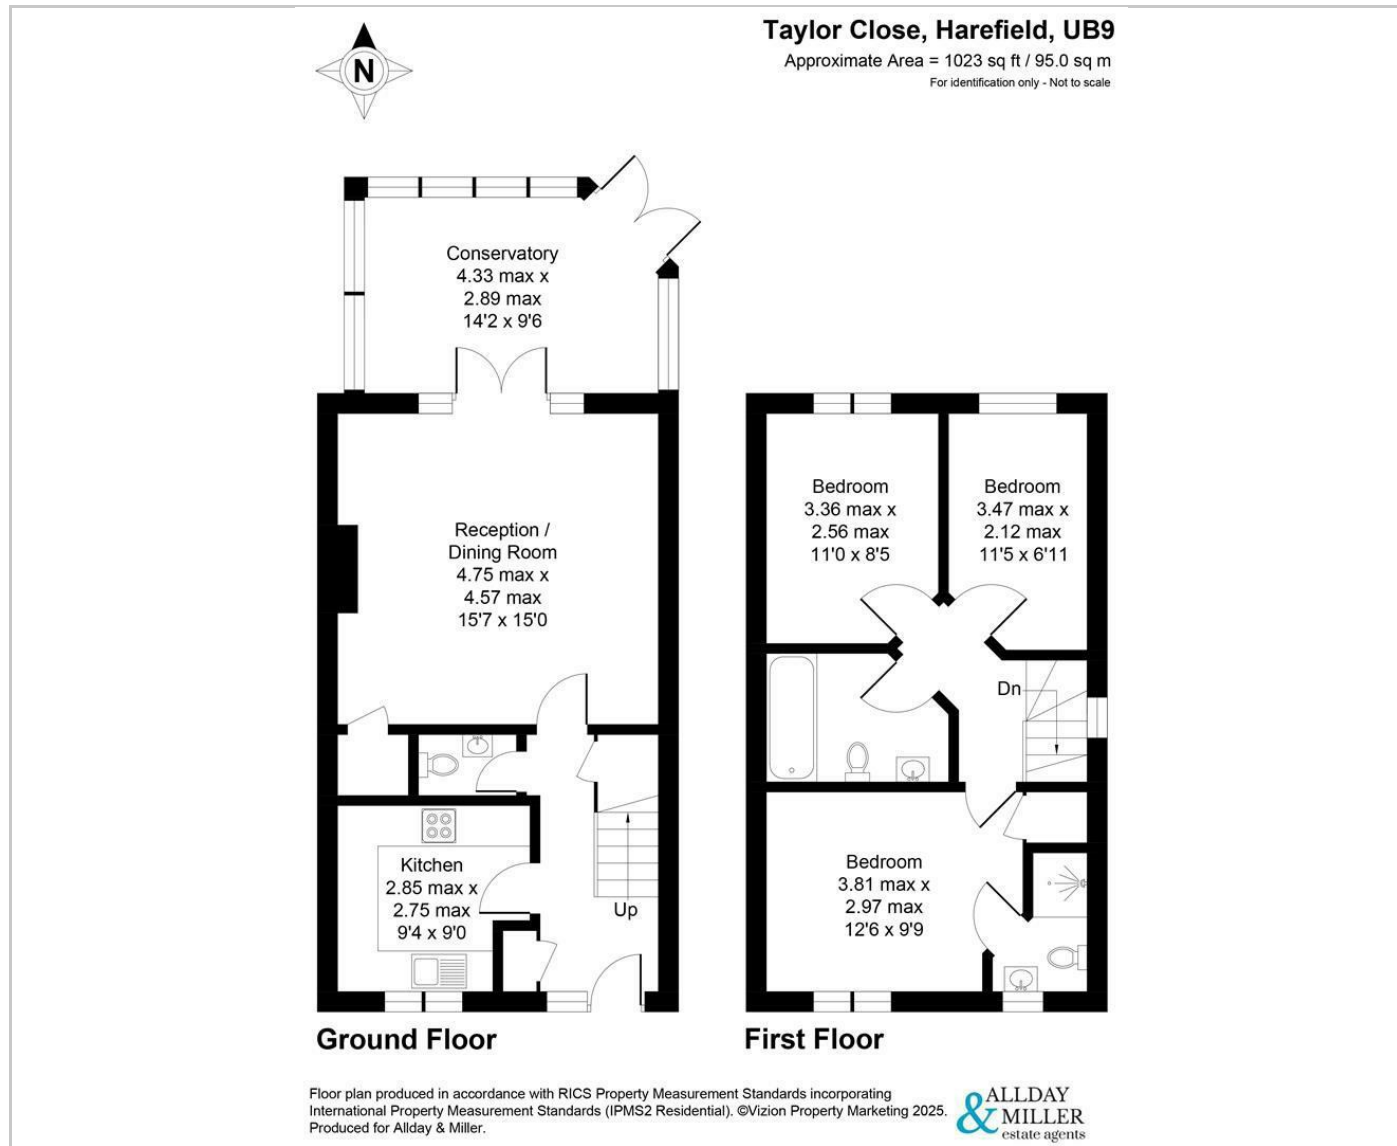 Taylor Close, Harefield, UB9
Approximate Area = 1023 sq ft / 95.0 sq m
For identification only - Not to scale
N
Conservatory
4.33 max x
2.89 max
14'2 x 9'6
Reception /
Dining Room
4.75 max x
4.57 max
15'7 x 15'0
Kitchen
2.85 max x
2.75 max
9'4 x 9'0
Up
Ground Floor
Bedroom
3.36 max x
2.56 max
11'0 x 8'5
Bedroom
3.47 max x
2.12 max
11'5 x 6'11
Dn
Bedroom
3.81 max x
2.97 max
12'6 x 9'9
First Floor
Floor plan produced in accordance with RICS Property Measurement Standards incorporating
International Property Measurement Standards (IPMS2 Residential). ©Vizion Property Marketing 2025.
Produced for Allday & Miller.
ALLDAY
& MILLER
estate agents